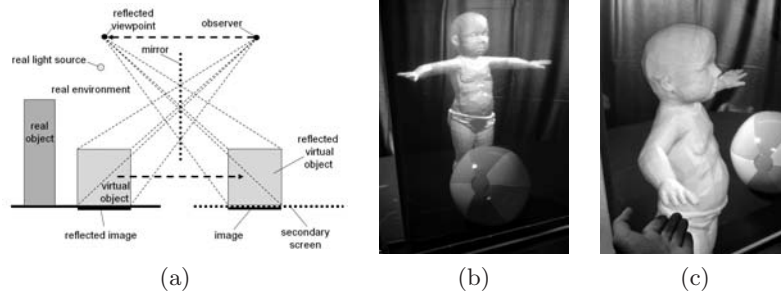 reflected
viewpoint
observer
mirror
real light source
real environment
real
object
reflected
virtual
object
virtual
object
reflected image
image
secondary
screen
(a)
(b)
(c)